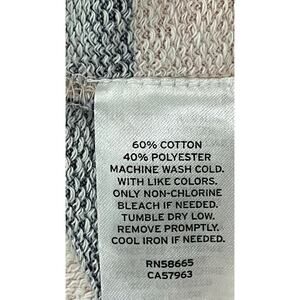 60% COTTON
40% POLYESTER
MACHINE WASH COLD.
WITH LIKE COLORS.
ONLY NON-CHLORINE
BLEACH IF NEEDED.
TUMBLE DRY LOW.
REMOVE PROMPTLY.
COOL IRON IF NEEDED.
RN58665
CA57963